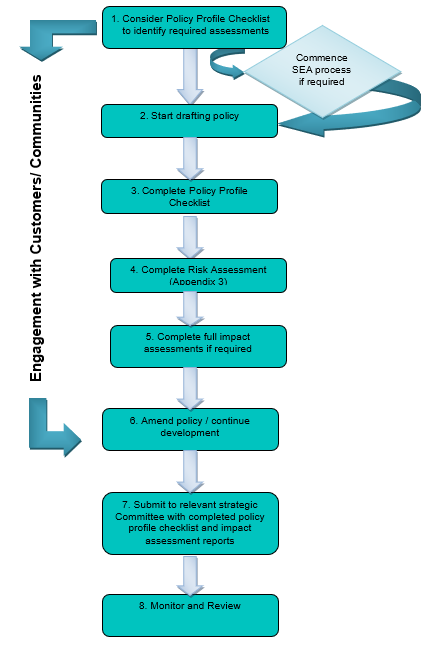 1. Consider Policy Profile Checklist
to identify required assessments
Commence
SEA process
if required
2. Start drafting policy
3. Complete Policy Profile
Checklist
4. Complete Risk Assessment
(Appendix 3)
5. Complete full impact
assessments if required
6. Amend policy / continue
development
7. Submit to relevant strategic
Committee with completed policy
profile checklist and impact
assessment reports
8. Monitor and Review
Engagement with Customers/ Communities